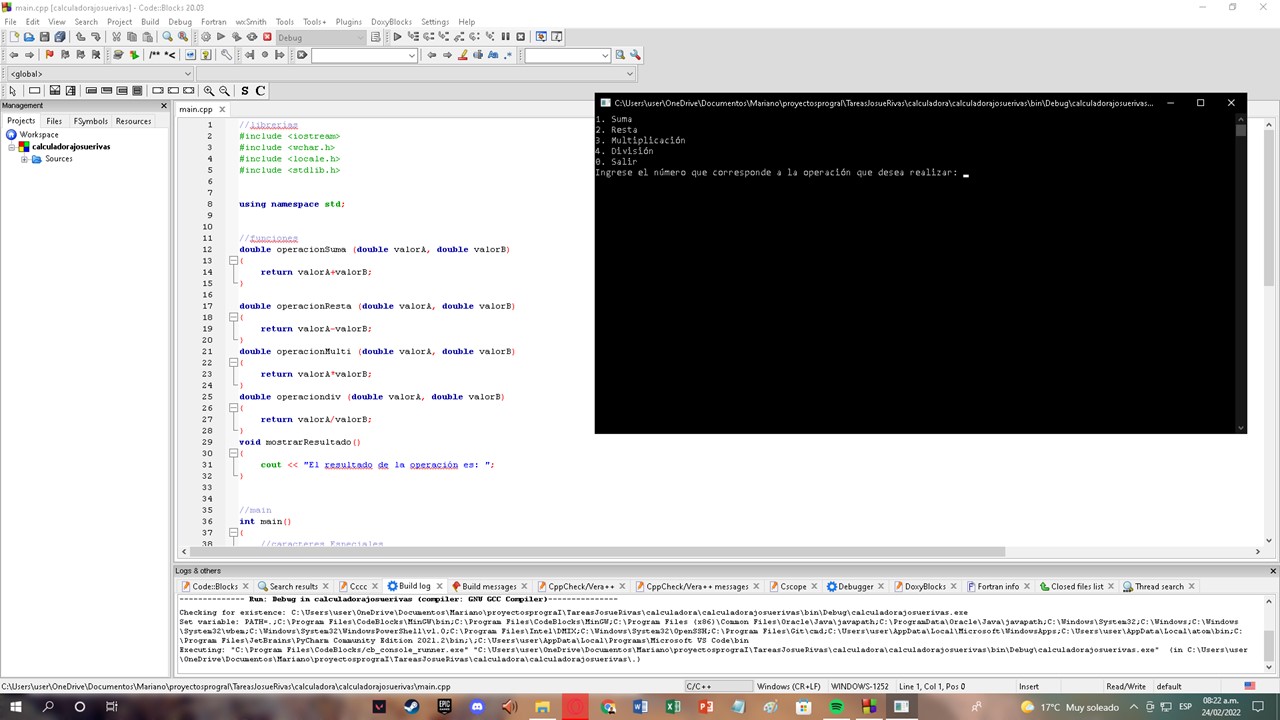 main.cpp [calculadorajosuerivas] - Code::Blocks 20.03
File Edit View Search Project Build Debug Fortran wxSmith Tools Tools+ Plugins DoxyBlocks Settings Help
Debug
/** *<
<global>
S C
Management
Projects Files FSymbols Resources
Workspace
calculadorajosuerivas
Sources
main.cpp
1 //librerias
2 #include <iostream>
3 #include <wchar.h>
4 #include <locale.h>
5 #include <stdlib.h>
6
7
8 using namespace std;
9
10
11 //funciones
12 double operacionSuma (double valorA, double valorB)
13 {
14 return valorA+valorB;
15 }
16
17 double operacionResta (double valorA, double valorB)
18 {
19 return valorA-valorB;
20 }
21 double operacionMulti (double valorA, double valorB)
22 {
23 return valorA*valorB;
24 }
25 double operaciondiv (double valorA, double valorB)
26 {
27 return valorA/valorB;
28 }
29 void mostrarResultado()
30 {
31 cout << "El resultado de la operación es: ";
32 }
33
34
35 //main
36 int main()
37 {
38 //caracteres Especiales
C:\Users\user\OneDrive\Documentos\Mariano\proyectosprograI\TareasJosueRivas\calculadora\calculadorajosuerivas\bin\Debug\calculadorajosuerivas...
1. Suma
2. Resta
3. Multiplicación
4. División
0. Salir
Ingrese el número que corresponde a la operación que desea realizar:
Logs & others
Code::Blocks Search results Cccc Build log Build messages CppCheck/Vera++ CppCheck/Vera++ messages Cscope Debugger DoxyBlocks Fortran info Closed files list Thread search
-------------- Run: Debug in calculadorajosuerivas (compiler: GNU GCC Compiler)---------------
Checking for existence: C:\Users\user\OneDrive\Documentos\Mariano\proyectosprograI\TareasJosueRivas\calculadora\calculadorajosuerivas\bin\Debug\calculadorajosuerivas.exe
Set variable: PATH=.;C:\Program Files\CodeBlocks\MinGW\bin;C:\Program Files\CodeBlocks\MinGW;C:\Program Files (x86)\Common Files\Oracle\Java\javapath;C:\ProgramData\Oracle\Java\javapath;C:\Windows\System32;C:\Windows;C:\Windows
\System32\wbem;C:\Windows\System32\WindowsPowerShell\v1.0;C:\Program Files\Intel\DMIX;C:\Windows\System32\OpenSSH;C:\Program Files\Git\cmd;C:\Users\user\AppData\Local\Microsoft\WindowsApps;C:\Users\user\AppData\Local\atom\bin;C:
\Program Files\JetBrains\PyCharm Community Edition 2021.2\bin;\;C:\Users\user\AppData\Local\Programs\Microsoft VS Code\bin
Executing: "C:\Program Files\CodeBlocks/cb_console_runner.exe" "C:\Users\user\OneDrive\Documentos\Mariano\proyectosprograI\TareasJosueRivas\calculadora\calculadorajosuerivas\bin\Debug\calculadorajosuerivas.exe" (in C:\Users\user
\OneDrive\Documentos\Mariano\proyectosprograI\TareasJosueRivas\calculadora\calculadorajosuerivas\.)
C:\Users\user\OneDrive\Documentos\Mariano\proyectosprograI\TareasJosueRivas\calculadora\calculadorajosuerivas\main.cpp C/C++ Windows (CR+LF) WINDOWS-1252 Line 1, Col 1, Pos 0 Insert Read/Write default
17°C Muy soleado ESP 08:22 a. m.
24/02/2022